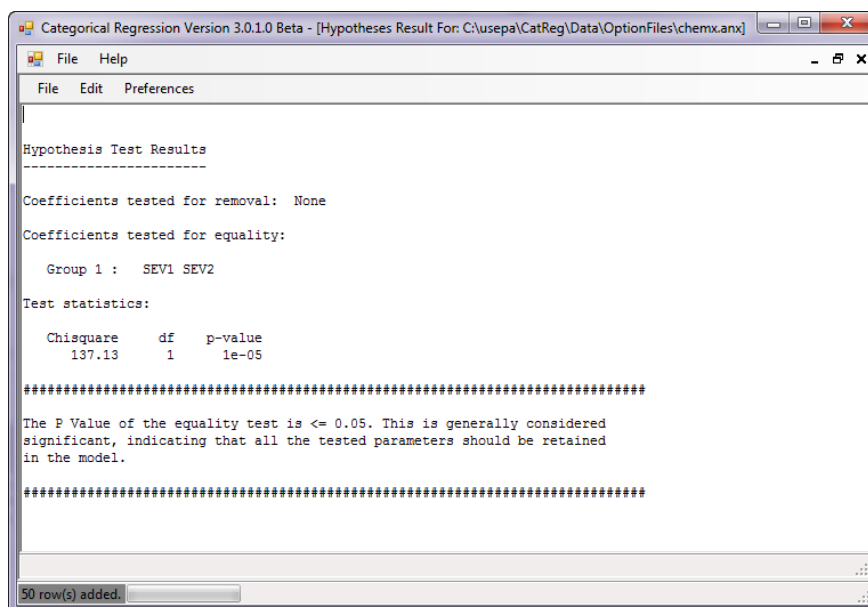 Categorical Regression Version 3.0.1.0 Beta - [Hypotheses Result For: C:\usepa\CatReg\Data\OptionFiles\chemx.anx]
File Help
File Edit Preferences
Hypothesis Test Results
-----------------------
Coefficients tested for removal: None
Coefficients tested for equality:
Group 1 : SEV1 SEV2
Test statistics:
Chisquare df p-value
137.13 1 1e-05
##############################################################################
The P Value of the equality test is <= 0.05. This is generally considered
significant, indicating that all the tested parameters should be retained
in the model.
##############################################################################
50 row(s) added.